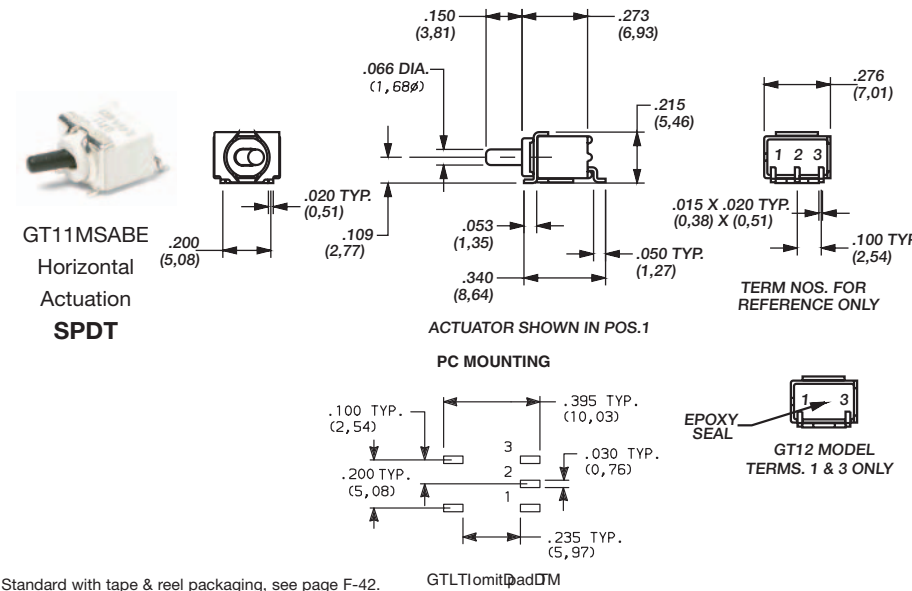 .150
(3,81)
.273
(6,93)
.066 DIA.
(1,68ø)
.215
(5,46)
.276
(7,01)
1 2 3
.020 TYP.
(0,51)
.200
(5,08)
.109
(2,77)
.053
(1,35)
.050 TYP.
(1,27)
.340
(8,64)
.015 X .020 TYP.
(0,38) X (0,51)
.100 TYP
(2,54)
GT11MSABE
Horizontal
Actuation
SPDT
ACTUATOR SHOWN IN POS.1
TERM NOS. FOR
REFERENCE ONLY
PC MOUNTING
.395 TYP.
(10,03)
.100 TYP.
(2,54)
3
2
1
.030 TYP.
(0,76)
.200 TYP.
(5,08)
.235 TYP.
(5,97)
1 3
EPOXY
SEAL
GT12 MODEL
TERMS. 1 & 3 ONLY
Standard with tape & reel packaging, see page F-42.